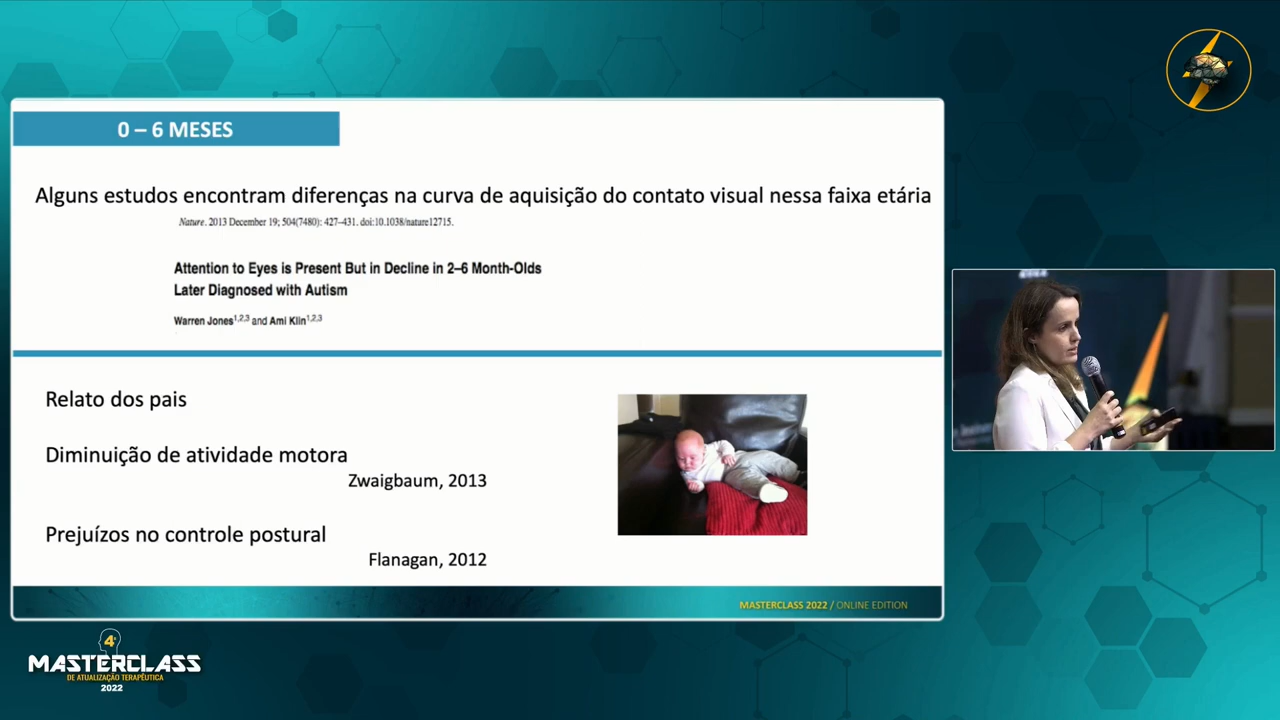 0 – 6 MESES
Alguns estudos encontram diferenças na curva de aquisição do contato visual nessa faixa etária
Nature. 2013 December 19; 504(7480): 427–431. doi:10.1038/nature12715.
Attention to Eyes is Present But in Decline in 2–6 Month-Olds
Later Diagnosed with Autism
Warren Jones1,2,3 and Ami Klin1,2,3
Relato dos pais
Diminuição de atividade motora
Zwaigbaum, 2013
Prejuízos no controle postural
Flanagan, 2012
MASTERCLASS 2022 / ONLINE EDITION
4ª
MASTERCLASS
DE ATUALIZAÇÃO TERAPÊUTICA
2022